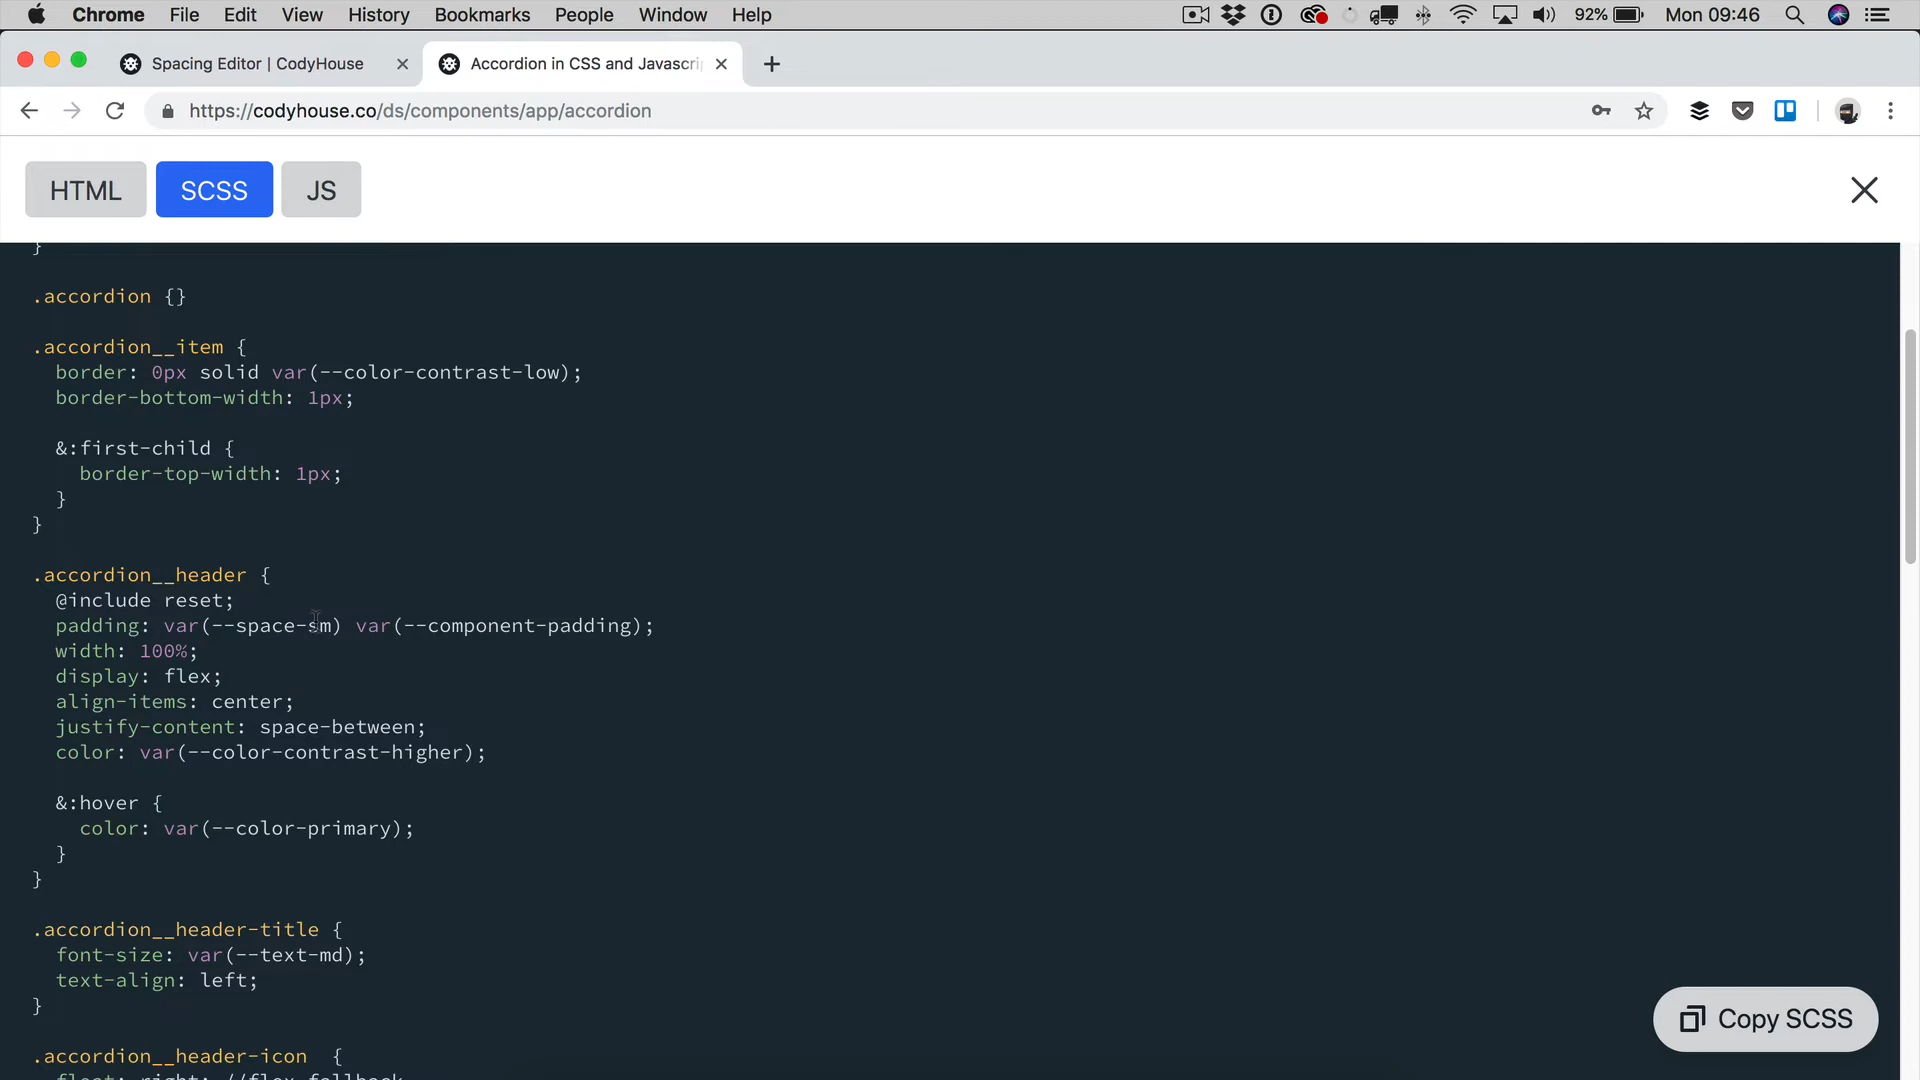 Chrome File Edit View History Bookmarks People Window Help 92% Mon 09:46
Spacing Editor | CodyHouse Accordion in CSS and Javascri
https://codyhouse.co/ds/components/app/accordion
HTML SCSS JS
}
.accordion {}
.accordion__item {
border: 0px solid var(--color-contrast-low);
border-bottom-width: 1px;
&:first-child {
border-top-width: 1px;
}
}
.accordion__header {
@include reset;
padding: var(--space-sm) var(--component-padding);
width: 100%;
display: flex;
align-items: center;
justify-content: space-between;
color: var(--color-contrast-higher);
&:hover {
color: var(--color-primary);
}
}
.accordion__header-title {
font-size: var(--text-md);
text-align: left;
}
Copy SCSS
.accordion__header-icon {
float: right; //flex fallback